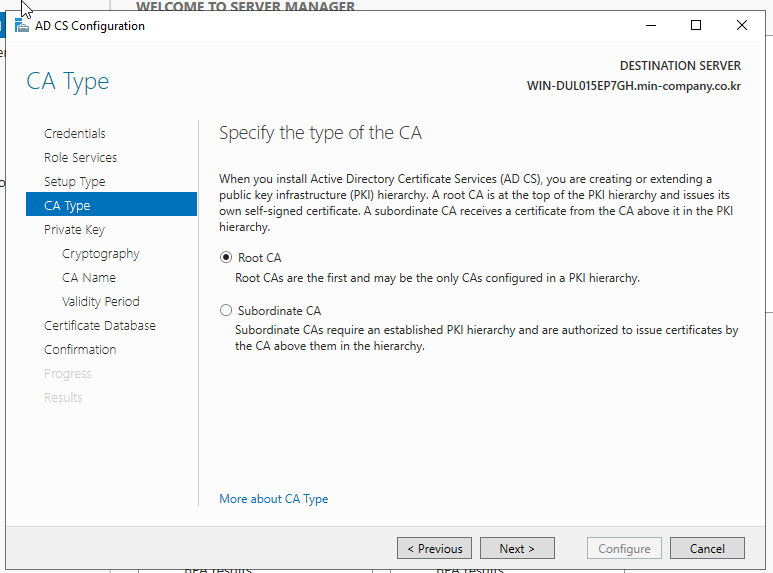 WELCOME TO SERVER MANAGER
AD CS Configuration
CA Type
DESTINATION SERVER
WIN-DUL015EP7GH.min-company.co.kr
Credentials
Role Services
Setup Type
CA Type
Private Key
Cryptography
CA Name
Validity Period
Certificate Database
Confirmation
Progress
Results
Specify the type of the CA
When you install Active Directory Certificate Services (AD CS), you are creating or extending a
public key infrastructure (PKI) hierarchy. A root CA is at the top of the PKI hierarchy and issues its
own self-signed certificate. A subordinate CA receives a certificate from the CA above it in the PKI
hierarchy.
Root CA
Root CAs are the first and may be the only CAs configured in a PKI hierarchy.
Subordinate CA
Subordinate CAs require an established PKI hierarchy and are authorized to issue certificates by
the CA above them in the hierarchy.
More about CA Type
< Previous
Next >
Configure
Cancel
BPA results
BPA results